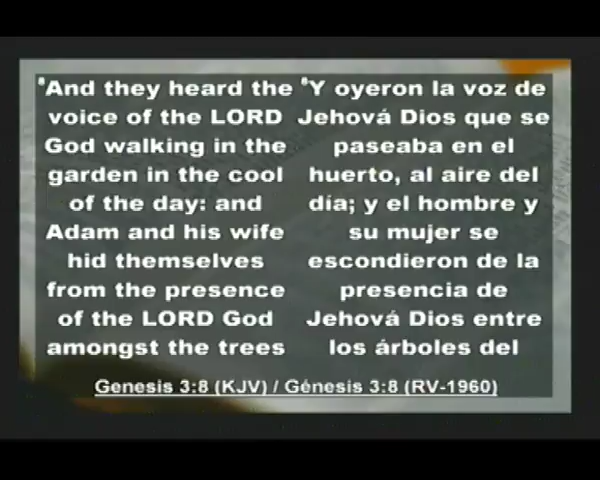 ⁸And they heard the
voice of the LORD
God walking in the
garden in the cool
of the day: and
Adam and his wife
hid themselves
from the presence
of the LORD God
amongst the trees
⁸Y oyeron la voz de
Jehová Dios que se
paseaba en el
huerto, al aire del
día; y el hombre y
su mujer se
escondieron de la
presencia de
Jehová Dios entre
los árboles del
Genesis 3:8 (KJV) / Génesis 3:8 (RV-1960)